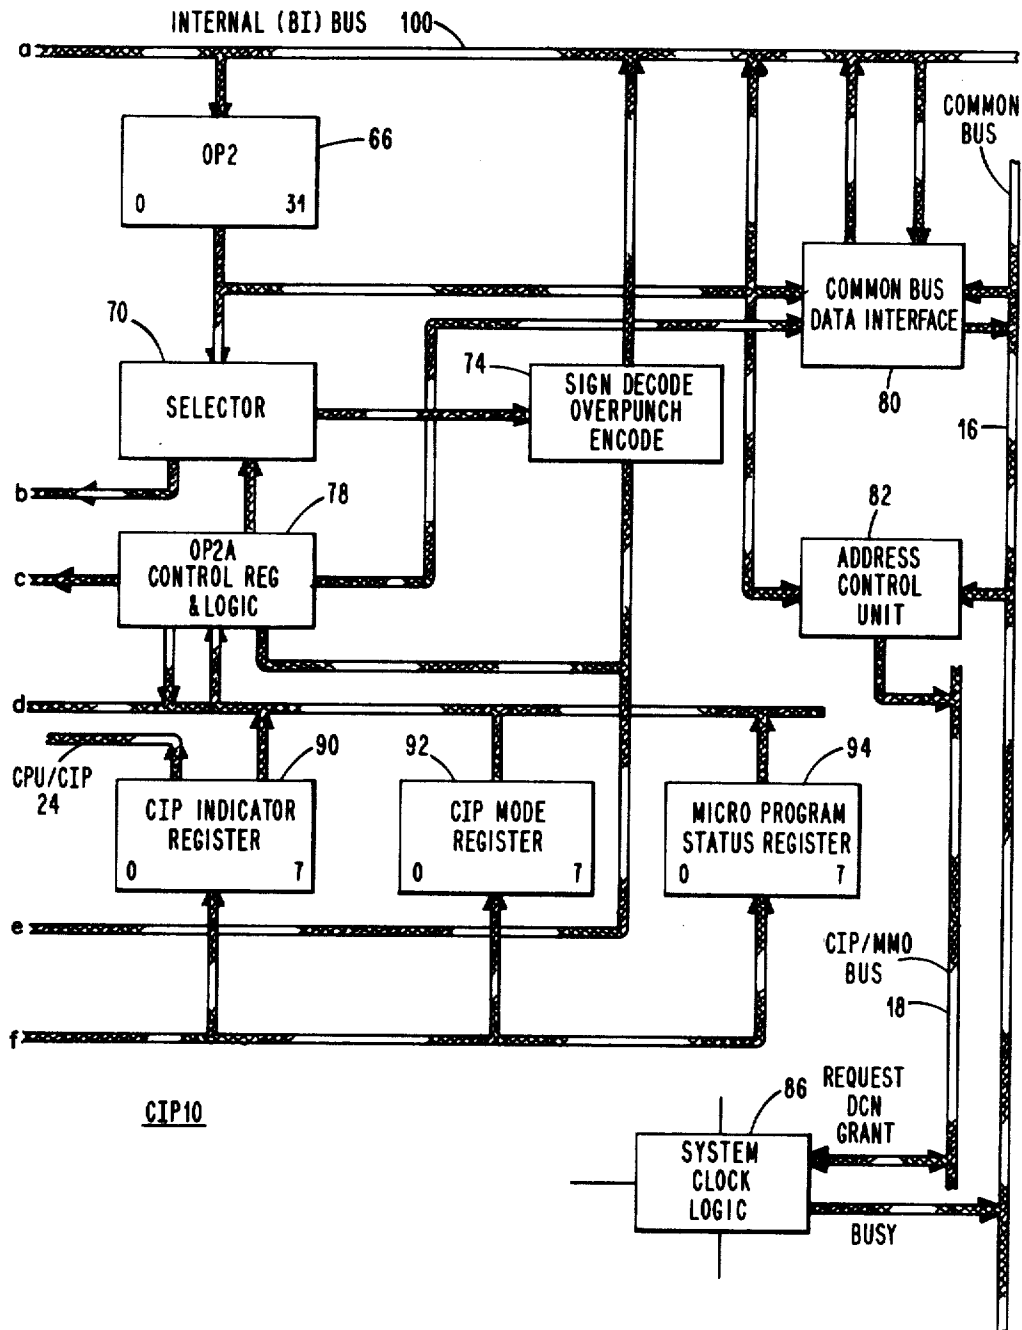 INTERNAL (BI) BUS 100
a
COMMON
BUS
OP2
66
0 31
70
COMMON BUS
DATA INTERFACE
80
SELECTOR
74
SIGN DECODE
OVERPUNCH
ENCODE
16
b
78
82
c
OP2A
CONTROL REG
& LOGIC
ADDRESS
CONTROL
UNIT
d
CPU/CIP
24
90
92
94
CIP INDICATOR
REGISTER
0 7
CIP MODE
REGISTER
0 7
MICRO PROGRAM
STATUS REGISTER
0 7
e
CIP/MMO
BUS
18
f
CIP10
86
REQUEST
DCN
GRANT
SYSTEM
CLOCK
LOGIC
BUSY